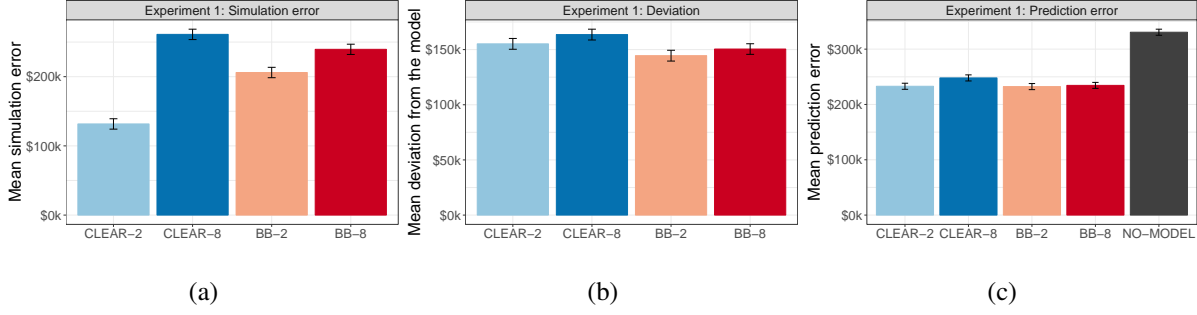 Experiment 1: Simulation error
Mean simulation error
$200k
$100k
$0k
CLEAR−2 CLEAR−8 BB−2 BB−8
(a)
Experiment 1: Deviation
Mean deviation from the model
$150k
$100k
$50k
$0k
CLEAR−2 CLEAR−8 BB−2 BB−8
(b)
Experiment 1: Prediction error
Mean prediction error
$300k
$200k
$100k
$0k
CLEAR−2 CLEAR−8 BB−2 BB−8 NO−MODEL
(c)